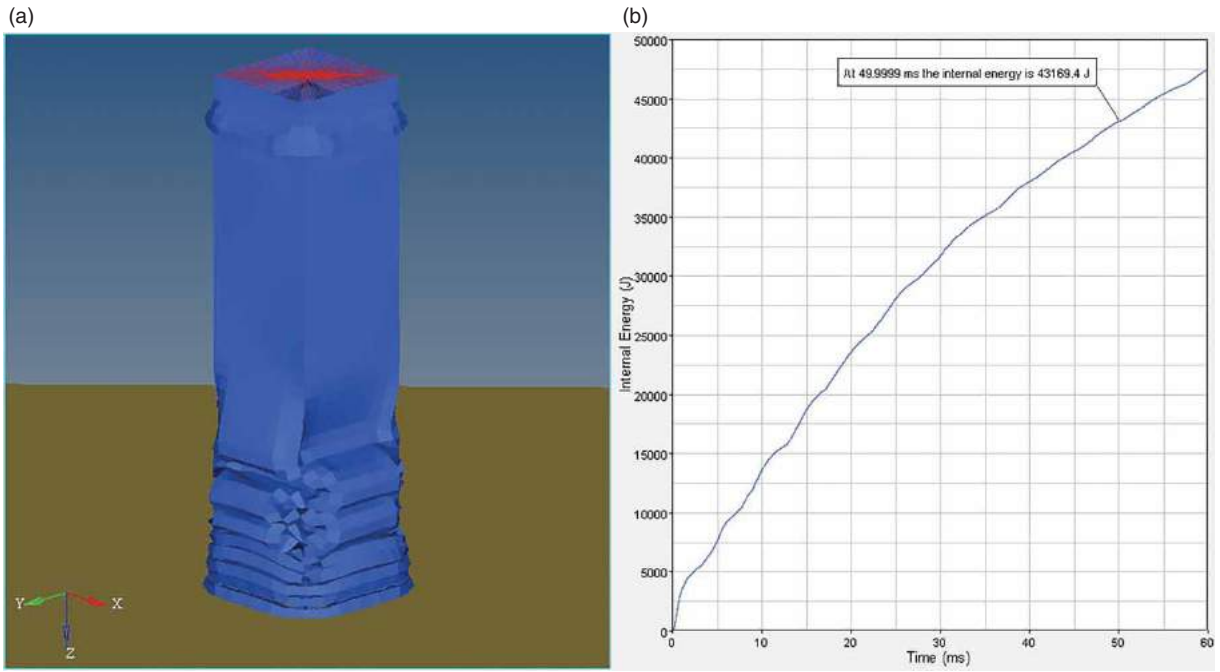 (a)
(b)
Y
X
Z
At 49.9999 ms the internal energy is 43169.4 J
Internal Energy (J)
50000
45000
40000
35000
30000
25000
20000
15000
10000
5000
0
0 10 20 30 40 50 60
Time (ms)